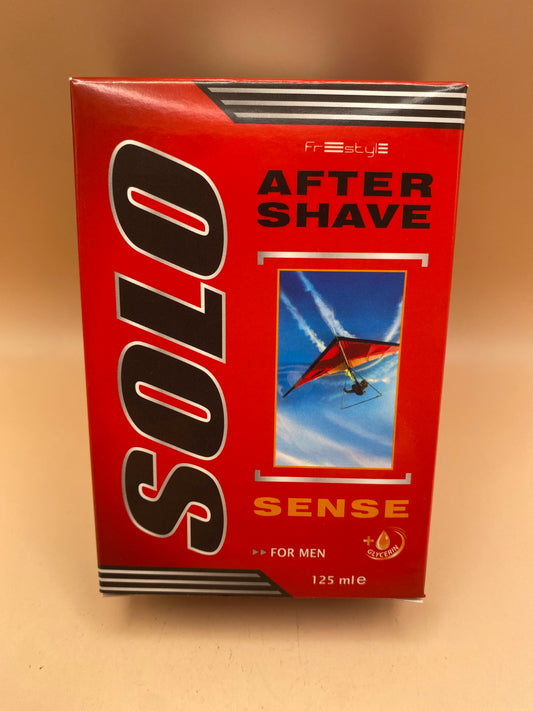 SOLO
FrEstylE
AFTER
SHAVE
SENSE
FOR MEN
+
GLYCERIN
125 ml e